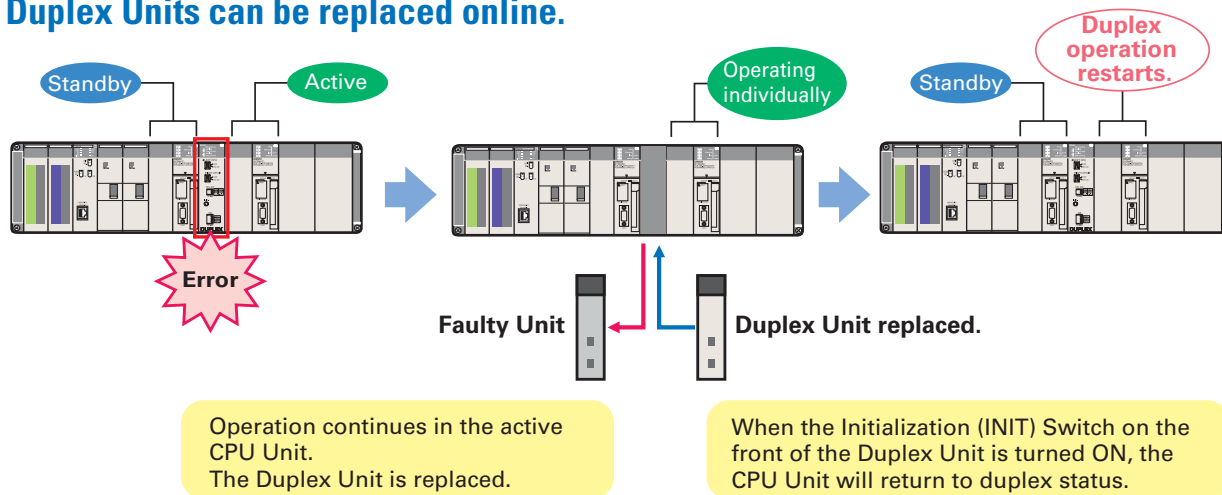 Duplex Units can be replaced online.
Duplex
operation
restarts.
Standby
Active
Operating
individually
Standby
DUPLEX
DUPLEX
Error
Faulty Unit
Duplex Unit replaced.
Operation continues in the active
CPU Unit.
The Duplex Unit is replaced.
When the Initialization (INIT) Switch on the
front of the Duplex Unit is turned ON, the
CPU Unit will return to duplex status.